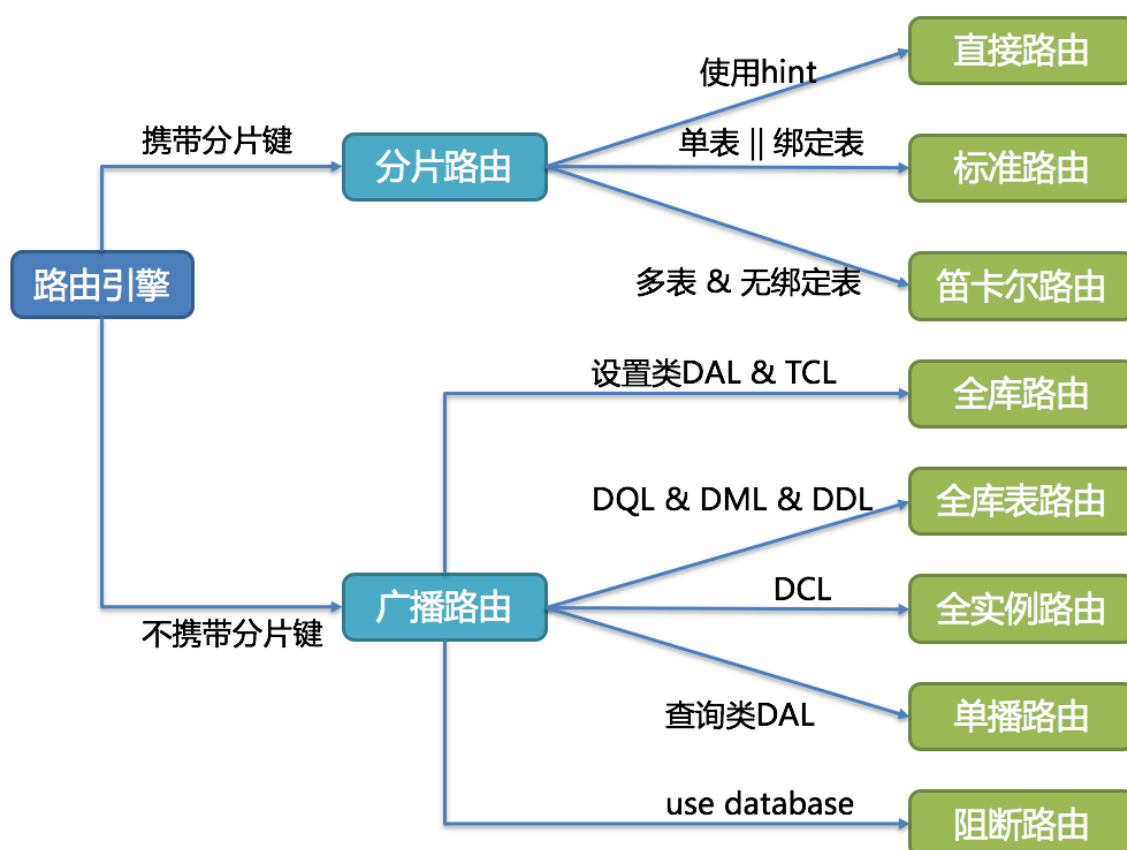 直接路由
使用hint
携带分片键
单表 || 绑定表
分片路由
标准路由
路由引擎
多表 & 无绑定表
笛卡尔路由
设置类DAL & TCL
全库路由
DQL & DML & DDL
全库表路由
DCL
广播路由
全实例路由
不携带分片键
查询类DAL
单播路由
use database
阻断路由